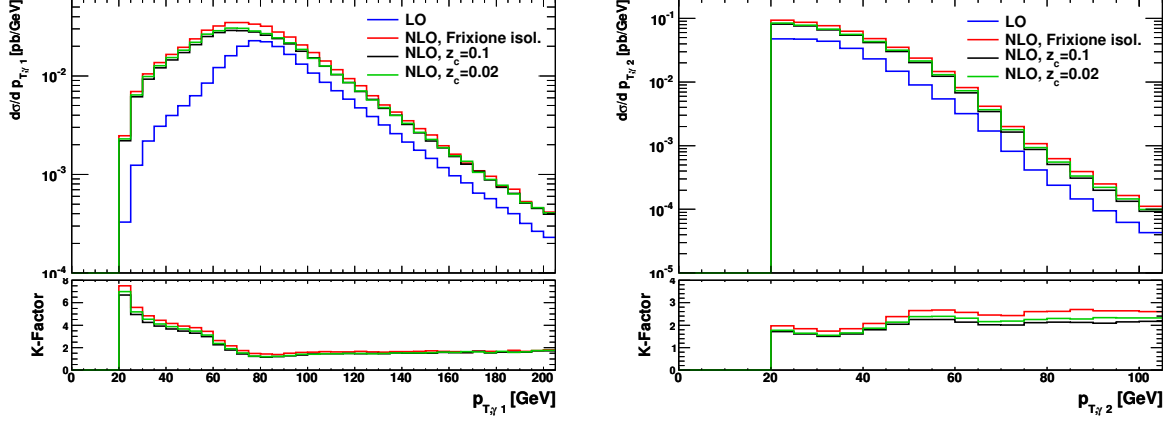 dσ/d p_{T,γ 1} [pb/GeV]
10^{-2}
10^{-3}
10^{-4}
LO
NLO, Frixione isol.
NLO, z_c=0.1
NLO, z_c=0.02
K-Factor
8
6
4
2
0
0 20 40 60 80 100 120 140 160 180 200
p_{T,γ 1} [GeV]
dσ/d p_{T,γ 2} [pb/GeV]
10^{-1}
10^{-2}
10^{-3}
10^{-4}
10^{-5}
LO
NLO, Frixione isol.
NLO, z_c=0.1
NLO, z_c=0.02
K-Factor
4
3
2
1
0
0 20 40 60 80 100
p_{T,γ 2} [GeV]